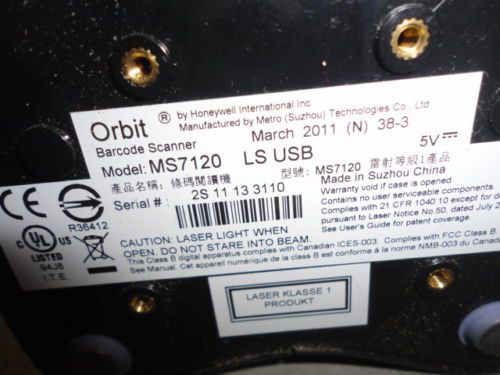 Orbit ® by Honeywell International Inc.
Manufactured by Metro (Suzhou) Technologies Co., Ltd
Barcode Scanner
March 2011 (N) 38-3
Model: MS7120 LS USB
5V
產品名稱: 條碼閱讀機
型號: MS7120 雷射等級1產品
Serial #: 2S 11 13 3110
Made in Suzhou China
Warranty void if case is opened.
Contains no user serviceable components.
Complies with 21 CFR 1040 10 except for de
pursuant to Laser Notice No.50, dated July 2
See User's Guide for patent coverage.
CE
R36412
C UL US
LISTED
94J8
I.T.E.
CAUTION: LASER LIGHT WHEN
OPEN. DO NOT STARE INTO BEAM.
This Class B digital apparatus complies with Canadian ICES-003. Complies with FCC Class B
See Manual. Cet appareil numérique de la class B est conforme à la norme NMB-003 du Canad
LASER KLASSE 1
PRODUKT